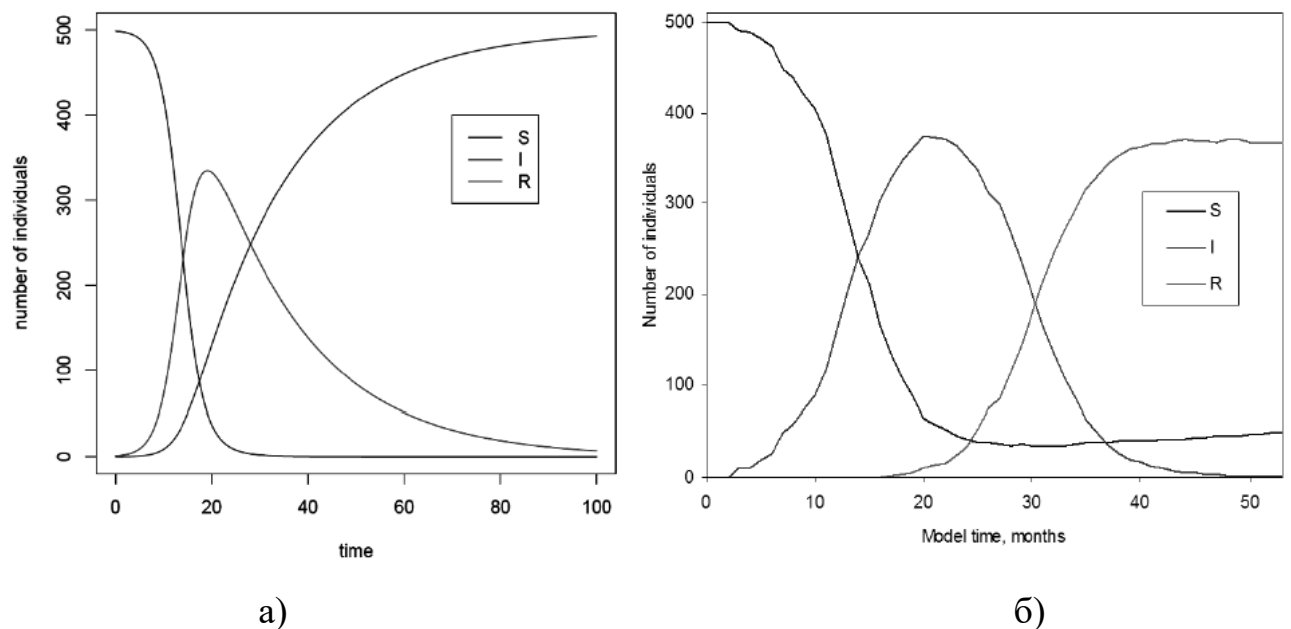 number of individuals
500
400
300
200
100
0
S
I
R
0 20 40 60 80 100
time
а)
Number of individuals
500
400
300
200
100
0
S
I
R
0 10 20 30 40 50
Model time, months
б)